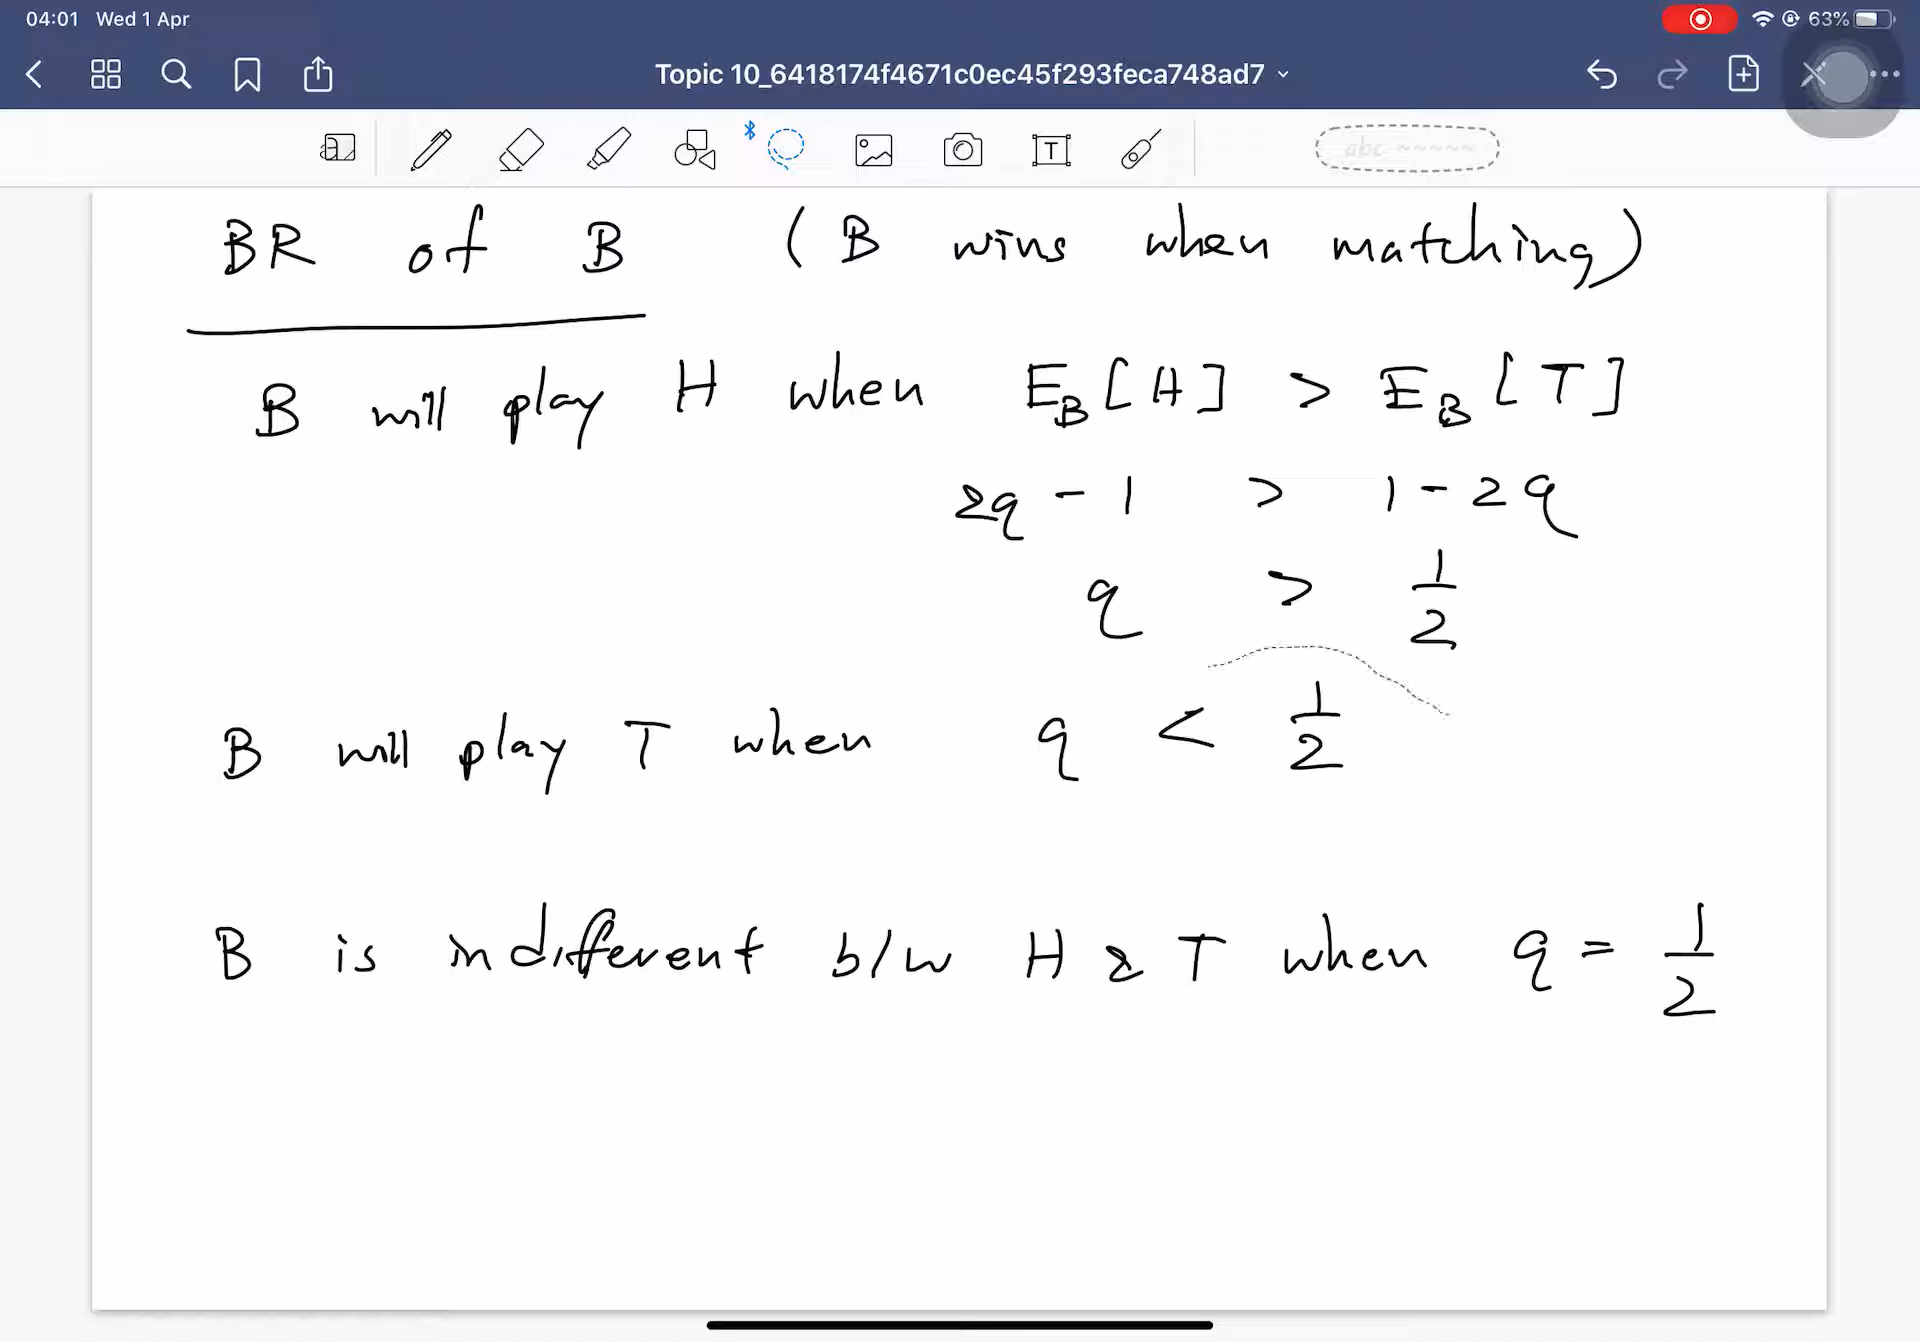 04:01 Wed 1 Apr 63%
Topic 10_6418174f4671c0ec45f293feca748ad7
abc
BR of B (B wins when matching)
B will play H when E_B[H] > E_B[T]
2q - 1 > 1 - 2q
q > 1/2
B will play T when q < 1/2
B is indifferent b/w H & T when q = 1/2